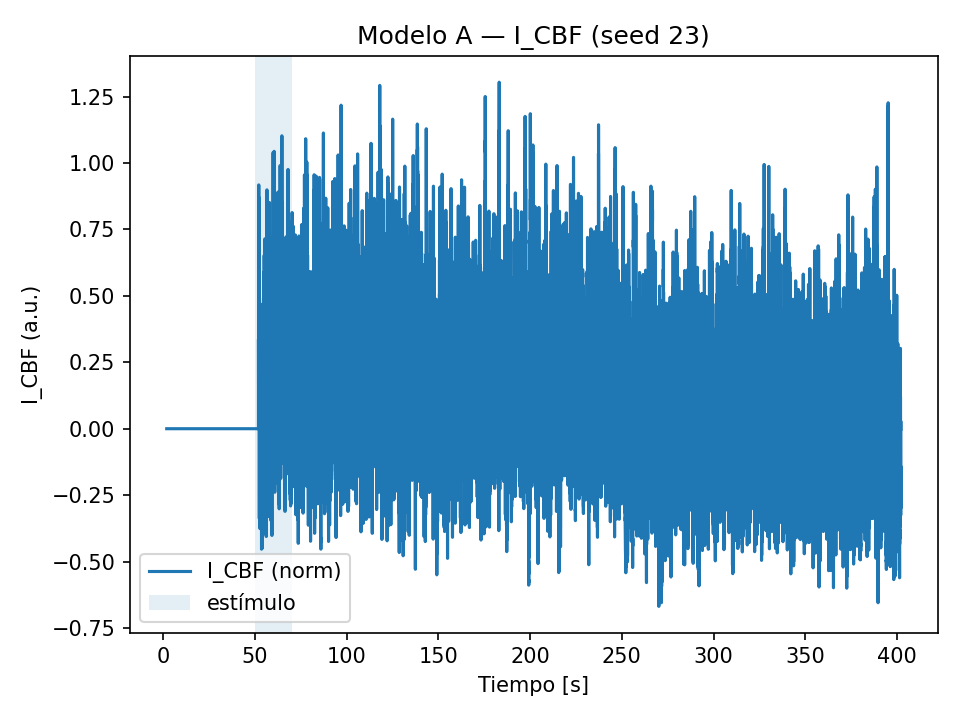 Modelo A — I_CBF (seed 23)
I_CBF (a.u.)
1.25
1.00
0.75
0.50
0.25
0.00
−0.25
−0.50
−0.75
I_CBF (norm)
estímulo
0 50 100 150 200 250 300 350 400
Tiempo [s]